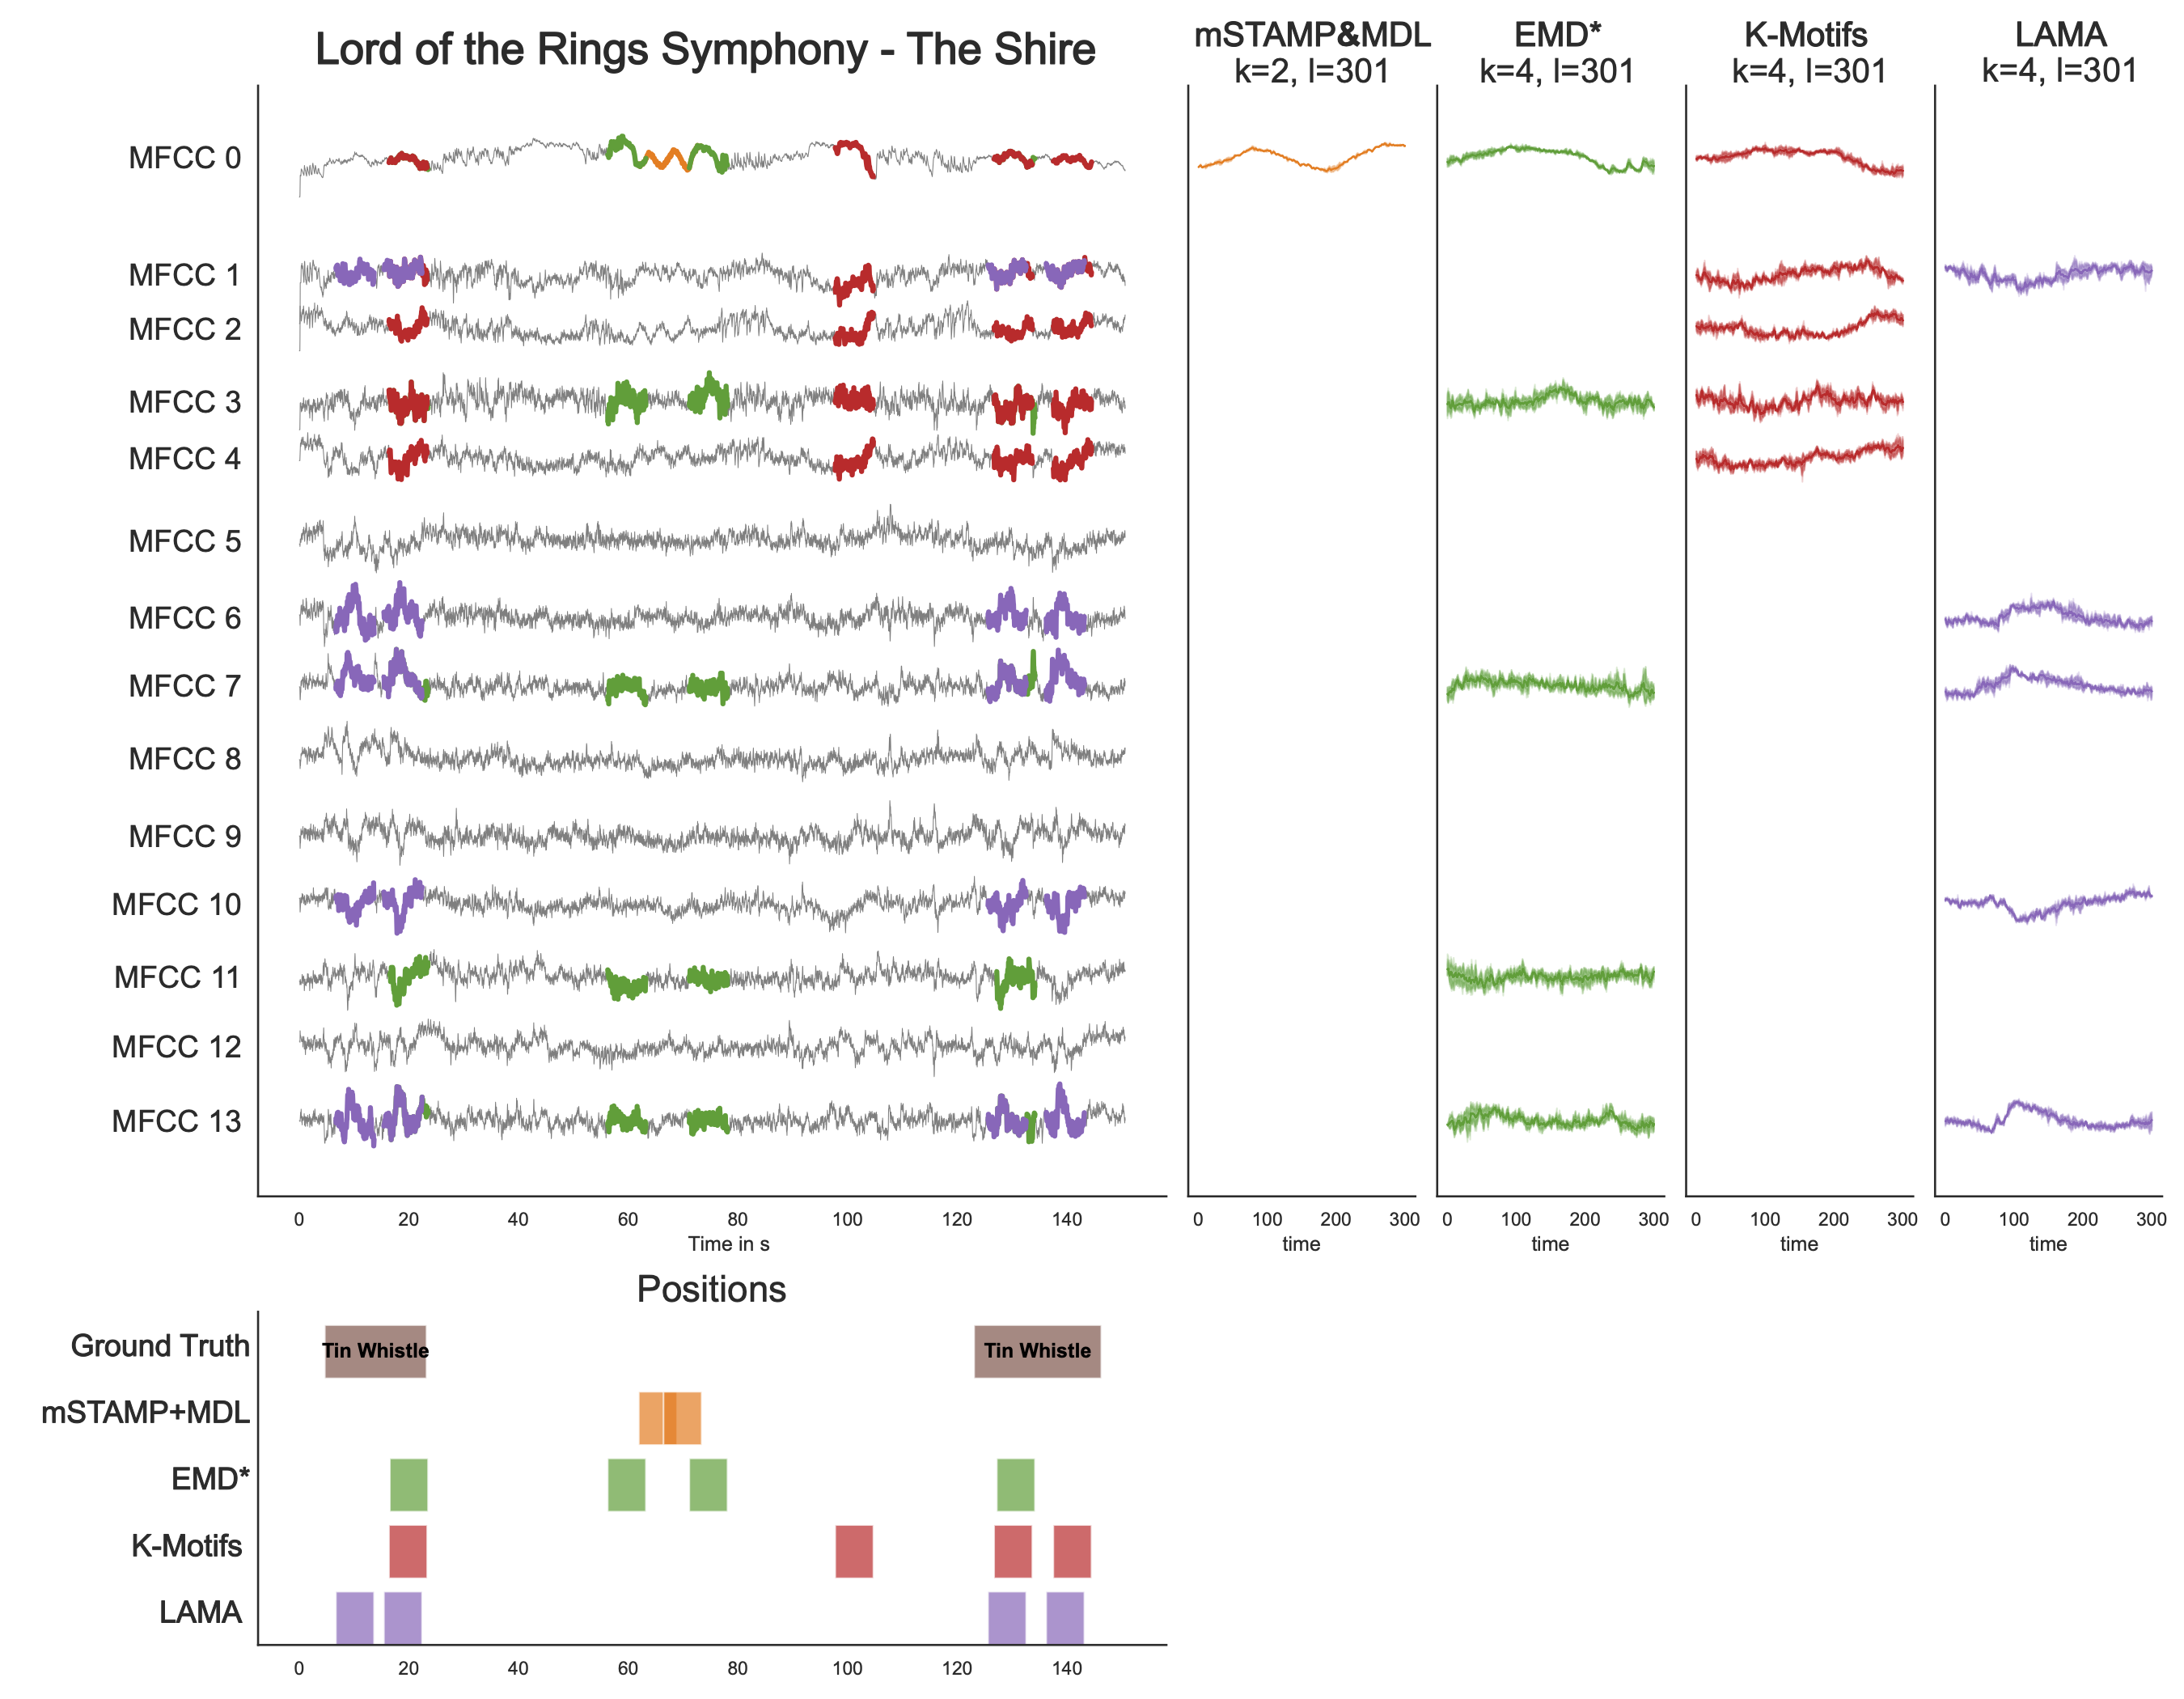 Lord of the Rings Symphony - The Shire
mSTAMP&MDL
k=2, l=301
EMD*
k=4, l=301
K-Motifs
k=4, l=301
LAMA
k=4, l=301
MFCC 0
MFCC 1
MFCC 2
MFCC 3
MFCC 4
MFCC 5
MFCC 6
MFCC 7
MFCC 8
MFCC 9
MFCC 10
MFCC 11
MFCC 12
MFCC 13
0 20 40 60 80 100 120 140
Time in s
0 100 200 300
time
0 100 200 300
time
0 100 200 300
time
0 100 200 300
time
Positions
Ground Truth
Tin Whistle
Tin Whistle
mSTAMP+MDL
EMD*
K-Motifs
LAMA
0 20 40 60 80 100 120 140